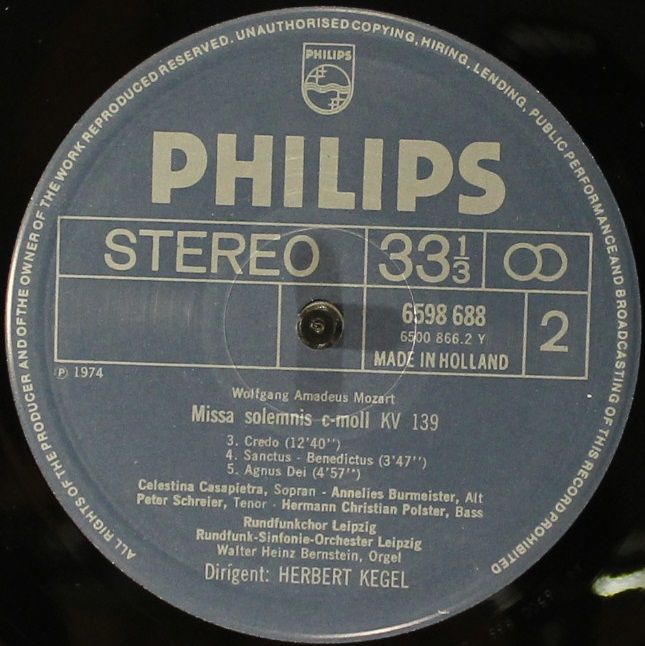 ALL RIGHTS OF THE PRODUCER AND OF THE OWNER OF THE WORK REPRODUCED RESERVED. UNAUTHORISED COPYING, HIRING, LENDING, PUBLIC PERFORMANCE AND BROADCASTING OF THIS RECORD PROHIBITED
PHILIPS
PHILIPS
STEREO 33 1/3
6598 688
6500 866.2 Y
MADE IN HOLLAND
2
Ⓟ 1974
Wolfgang Amadeus Mozart
Missa solemnis c-moll KV 139
3. Credo (12'40'')
4. Sanctus - Benedictus (3'47'')
5. Agnus Dei (4'57'')
Celestina Casapietra, Sopran - Annelies Burmeister, Alt
Peter Schreier, Tenor - Hermann Christian Polster, Bass
Rundfunkchor Leipzig
Rundfunk-Sinfonie-Orchester Leipzig
Walter Heinz Bernstein, Orgel
Dirigent: HERBERT KEGEL